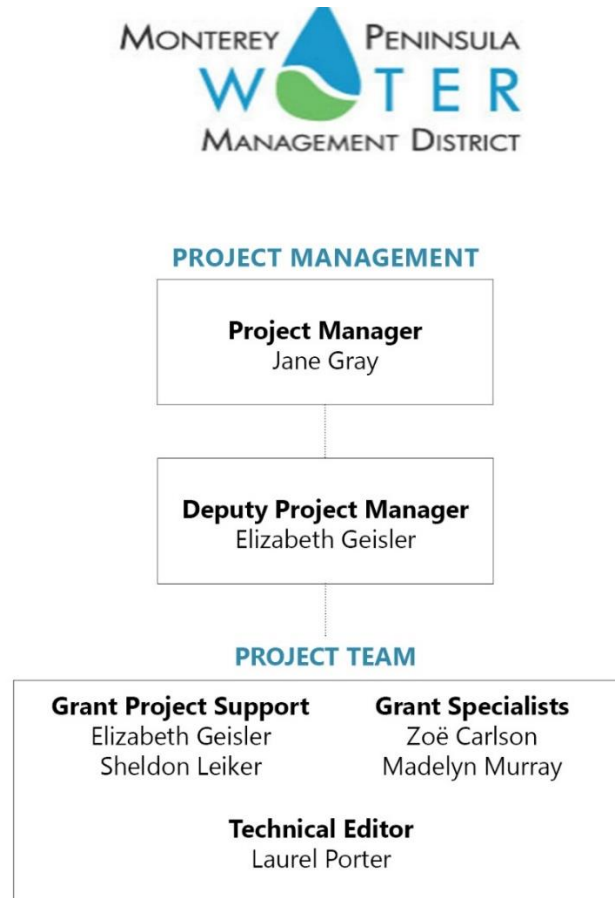 MONTEREY PENINSULA
WATER
MANAGEMENT DISTRICT
PROJECT MANAGEMENT
Project Manager
Jane Gray
Deputy Project Manager
Elizabeth Geisler
PROJECT TEAM
Grant Project Support
Elizabeth Geisler
Sheldon Leiker
Grant Specialists
Zoë Carlson
Madelyn Murray
Technical Editor
Laurel Porter